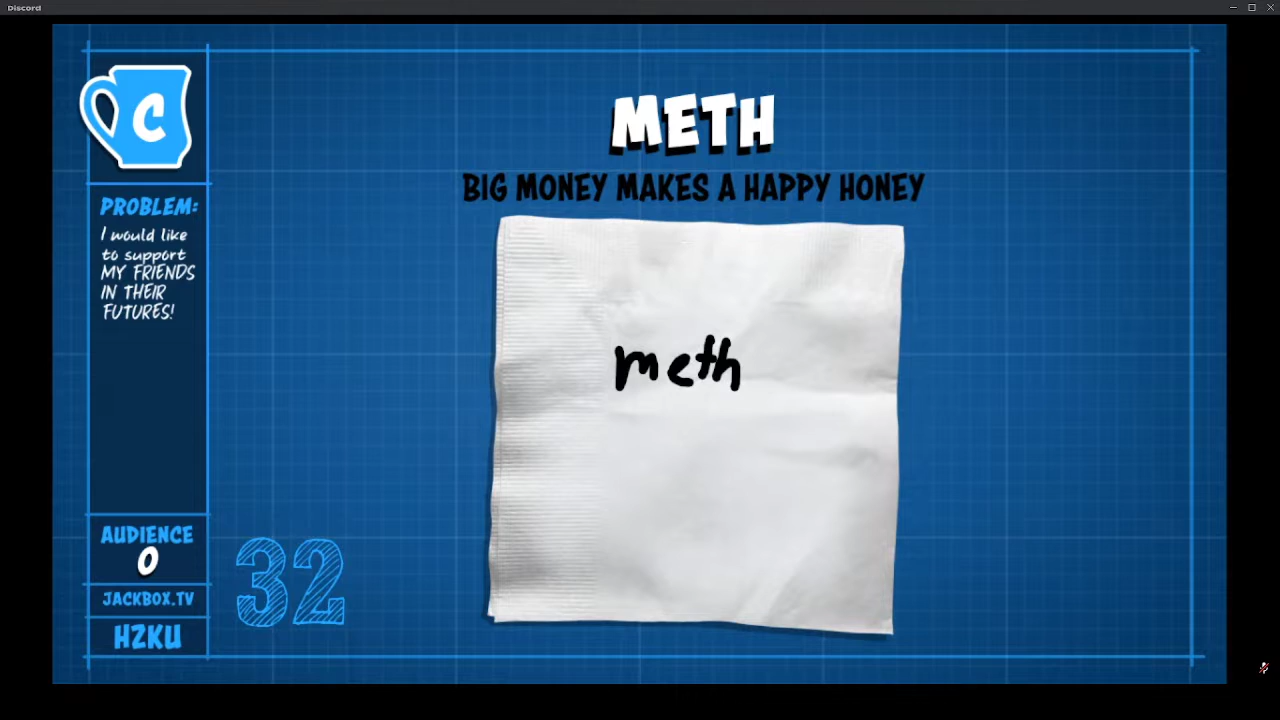 Discord
C
METH
BIG MONEY MAKES A HAPPY HONEY
PROBLEM:
I would like
to support
MY FRIENDS
IN THEIR
FUTURES!
meth
AUDIENCE
0
JACKBOX.TV
HZKU
32